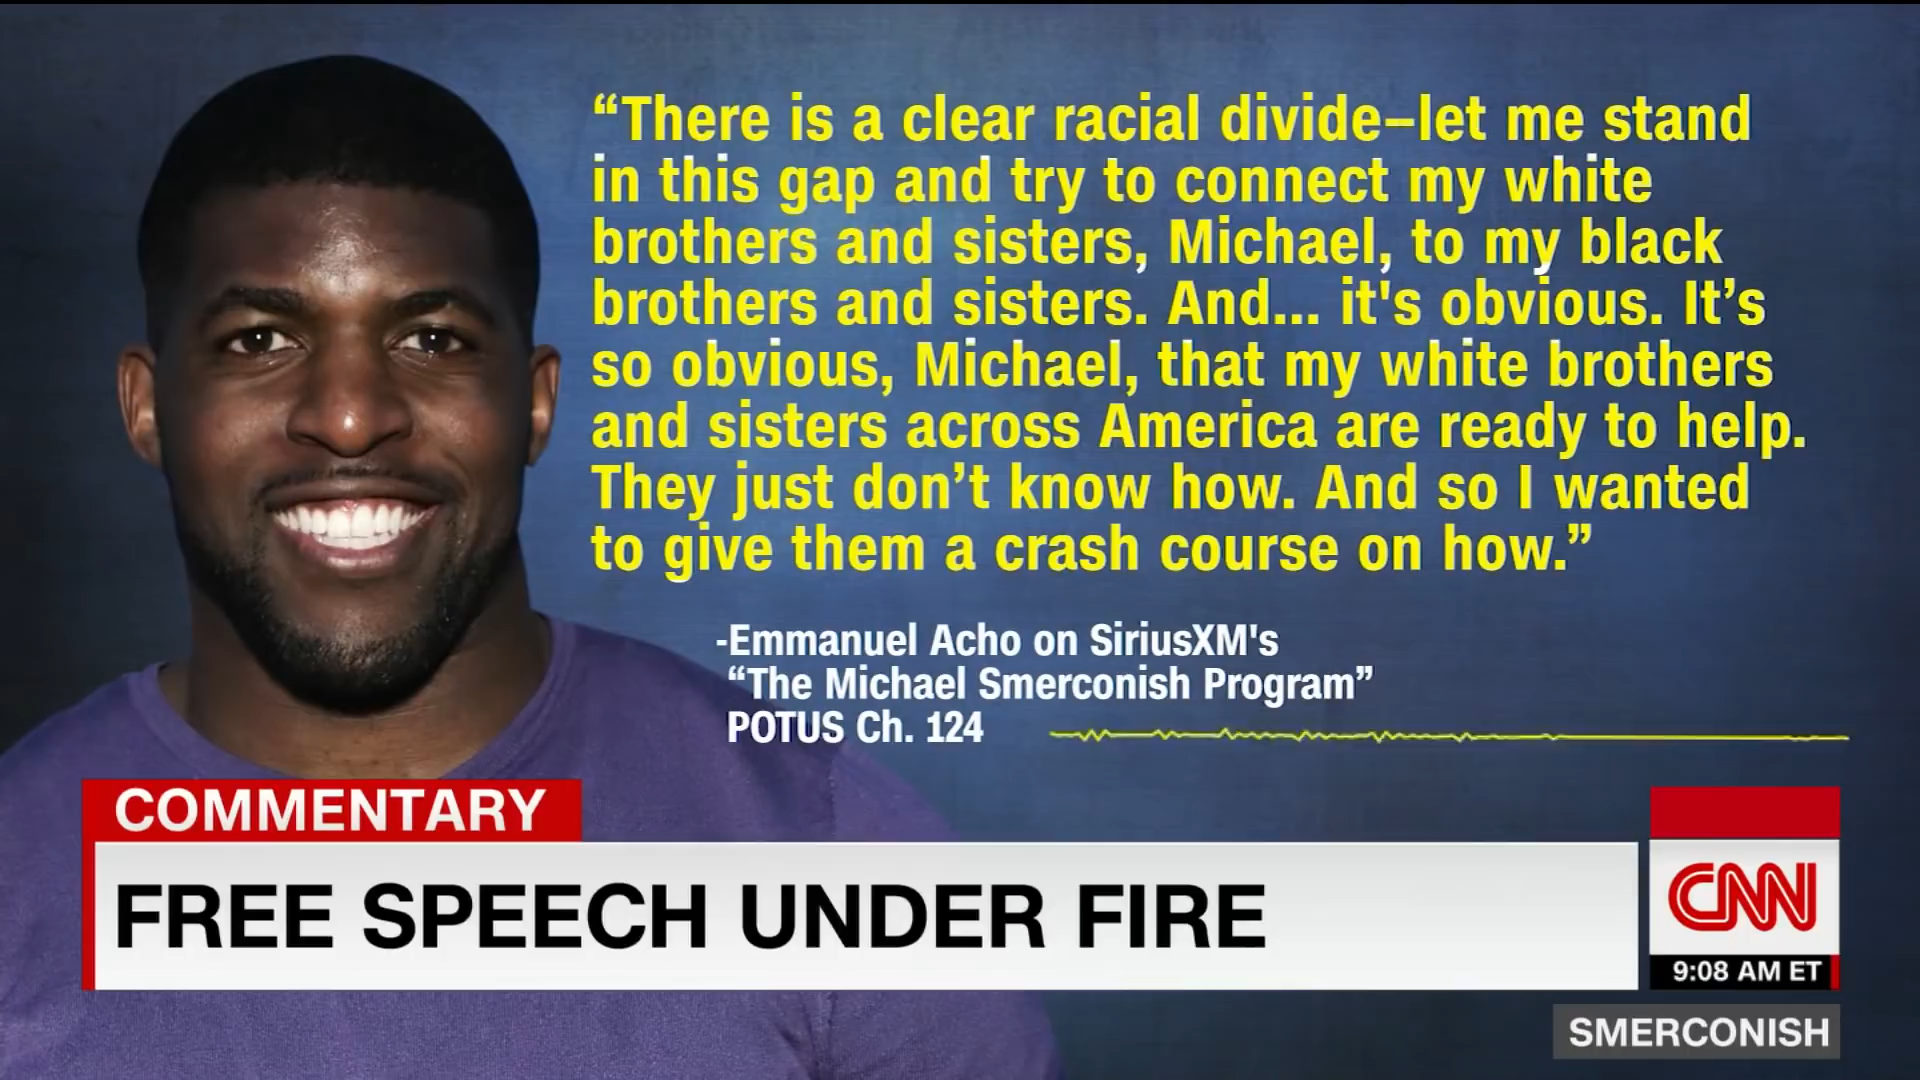 “There is a clear racial divide–let me stand
in this gap and try to connect my white
brothers and sisters, Michael, to my black
brothers and sisters. And... it's obvious. It’s
so obvious, Michael, that my white brothers
and sisters across America are ready to help.
They just don’t know how. And so I wanted
to give them a crash course on how.”
-Emmanuel Acho on SiriusXM's
“The Michael Smerconish Program”
POTUS Ch. 124
COMMENTARY
FREE SPEECH UNDER FIRE
CNN
9:08 AM ET
SMERCONISH